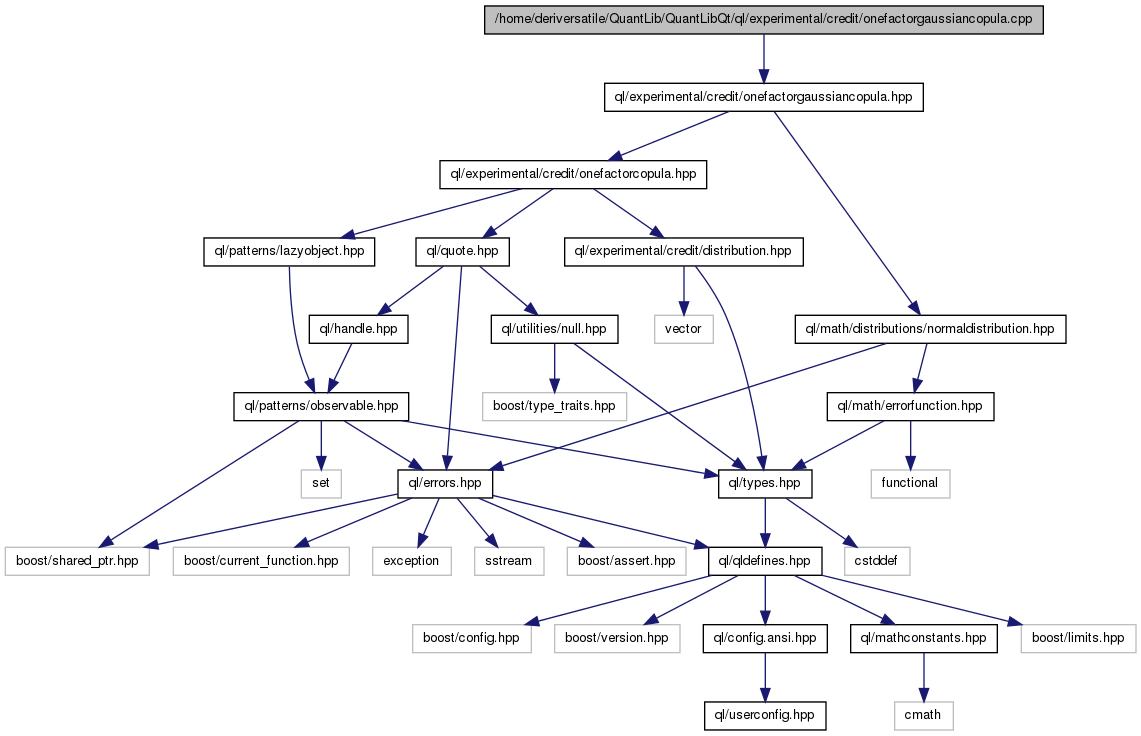 /home/deriversatile/QuantLib/QuantLibQt/ql/experimental/credit/onefactorgaussiancopula.cpp
ql/experimental/credit/onefactorgaussiancopula.hpp
ql/experimental/credit/onefactorcopula.hpp
ql/patterns/lazyobject.hpp
ql/quote.hpp
ql/experimental/credit/distribution.hpp
ql/handle.hpp
ql/utilities/null.hpp
vector
ql/math/distributions/normaldistribution.hpp
ql/patterns/observable.hpp
boost/type_traits.hpp
ql/math/errorfunction.hpp
set
ql/errors.hpp
ql/types.hpp
functional
boost/shared_ptr.hpp
boost/current_function.hpp
exception
sstream
boost/assert.hpp
ql/qldefines.hpp
cstddef
boost/config.hpp
boost/version.hpp
ql/config.ansi.hpp
ql/mathconstants.hpp
boost/limits.hpp
ql/userconfig.hpp
cmath